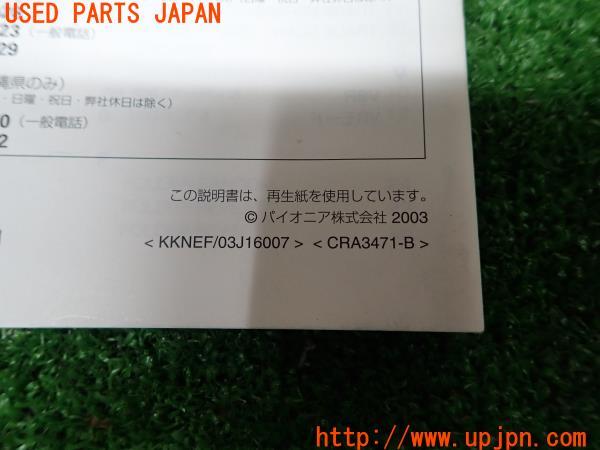 USED PARTS JAPAN
23（一般電話）
29
縄県のみ）
・日曜・祝日・弊社休日は除く）
0（一般電話）
2
この説明書は、再生紙を使用しています。
© パイオニア株式会社 2003
< KKNEF/03J16007 > < CRA3471-B >
http://www.upjpn.com/